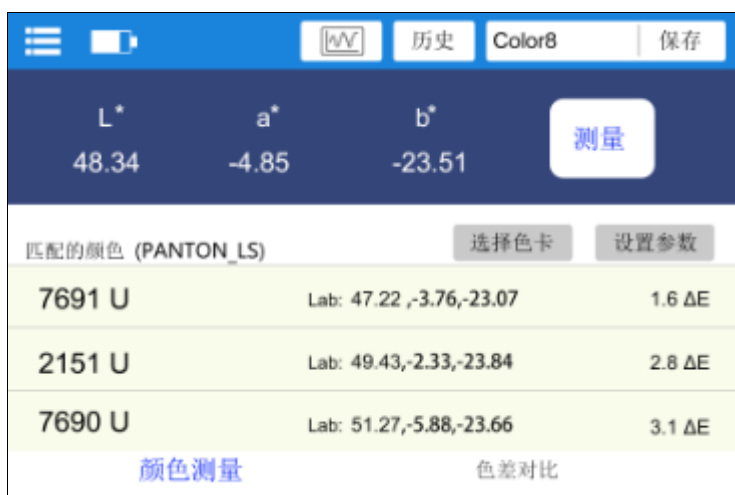 历史 Color8 保存
L* a* b*
48.34 -4.85 -23.51 测量
匹配的颜色 (PANTON_LS) 选择色卡 设置参数
7691 U Lab: 47.22 ,-3.76,-23.07 1.6 ΔE
2151 U Lab: 49.43,-2.33,-23.84 2.8 ΔE
7690 U Lab: 51.27,-5.88,-23.66 3.1 ΔE
颜色测量 色差对比